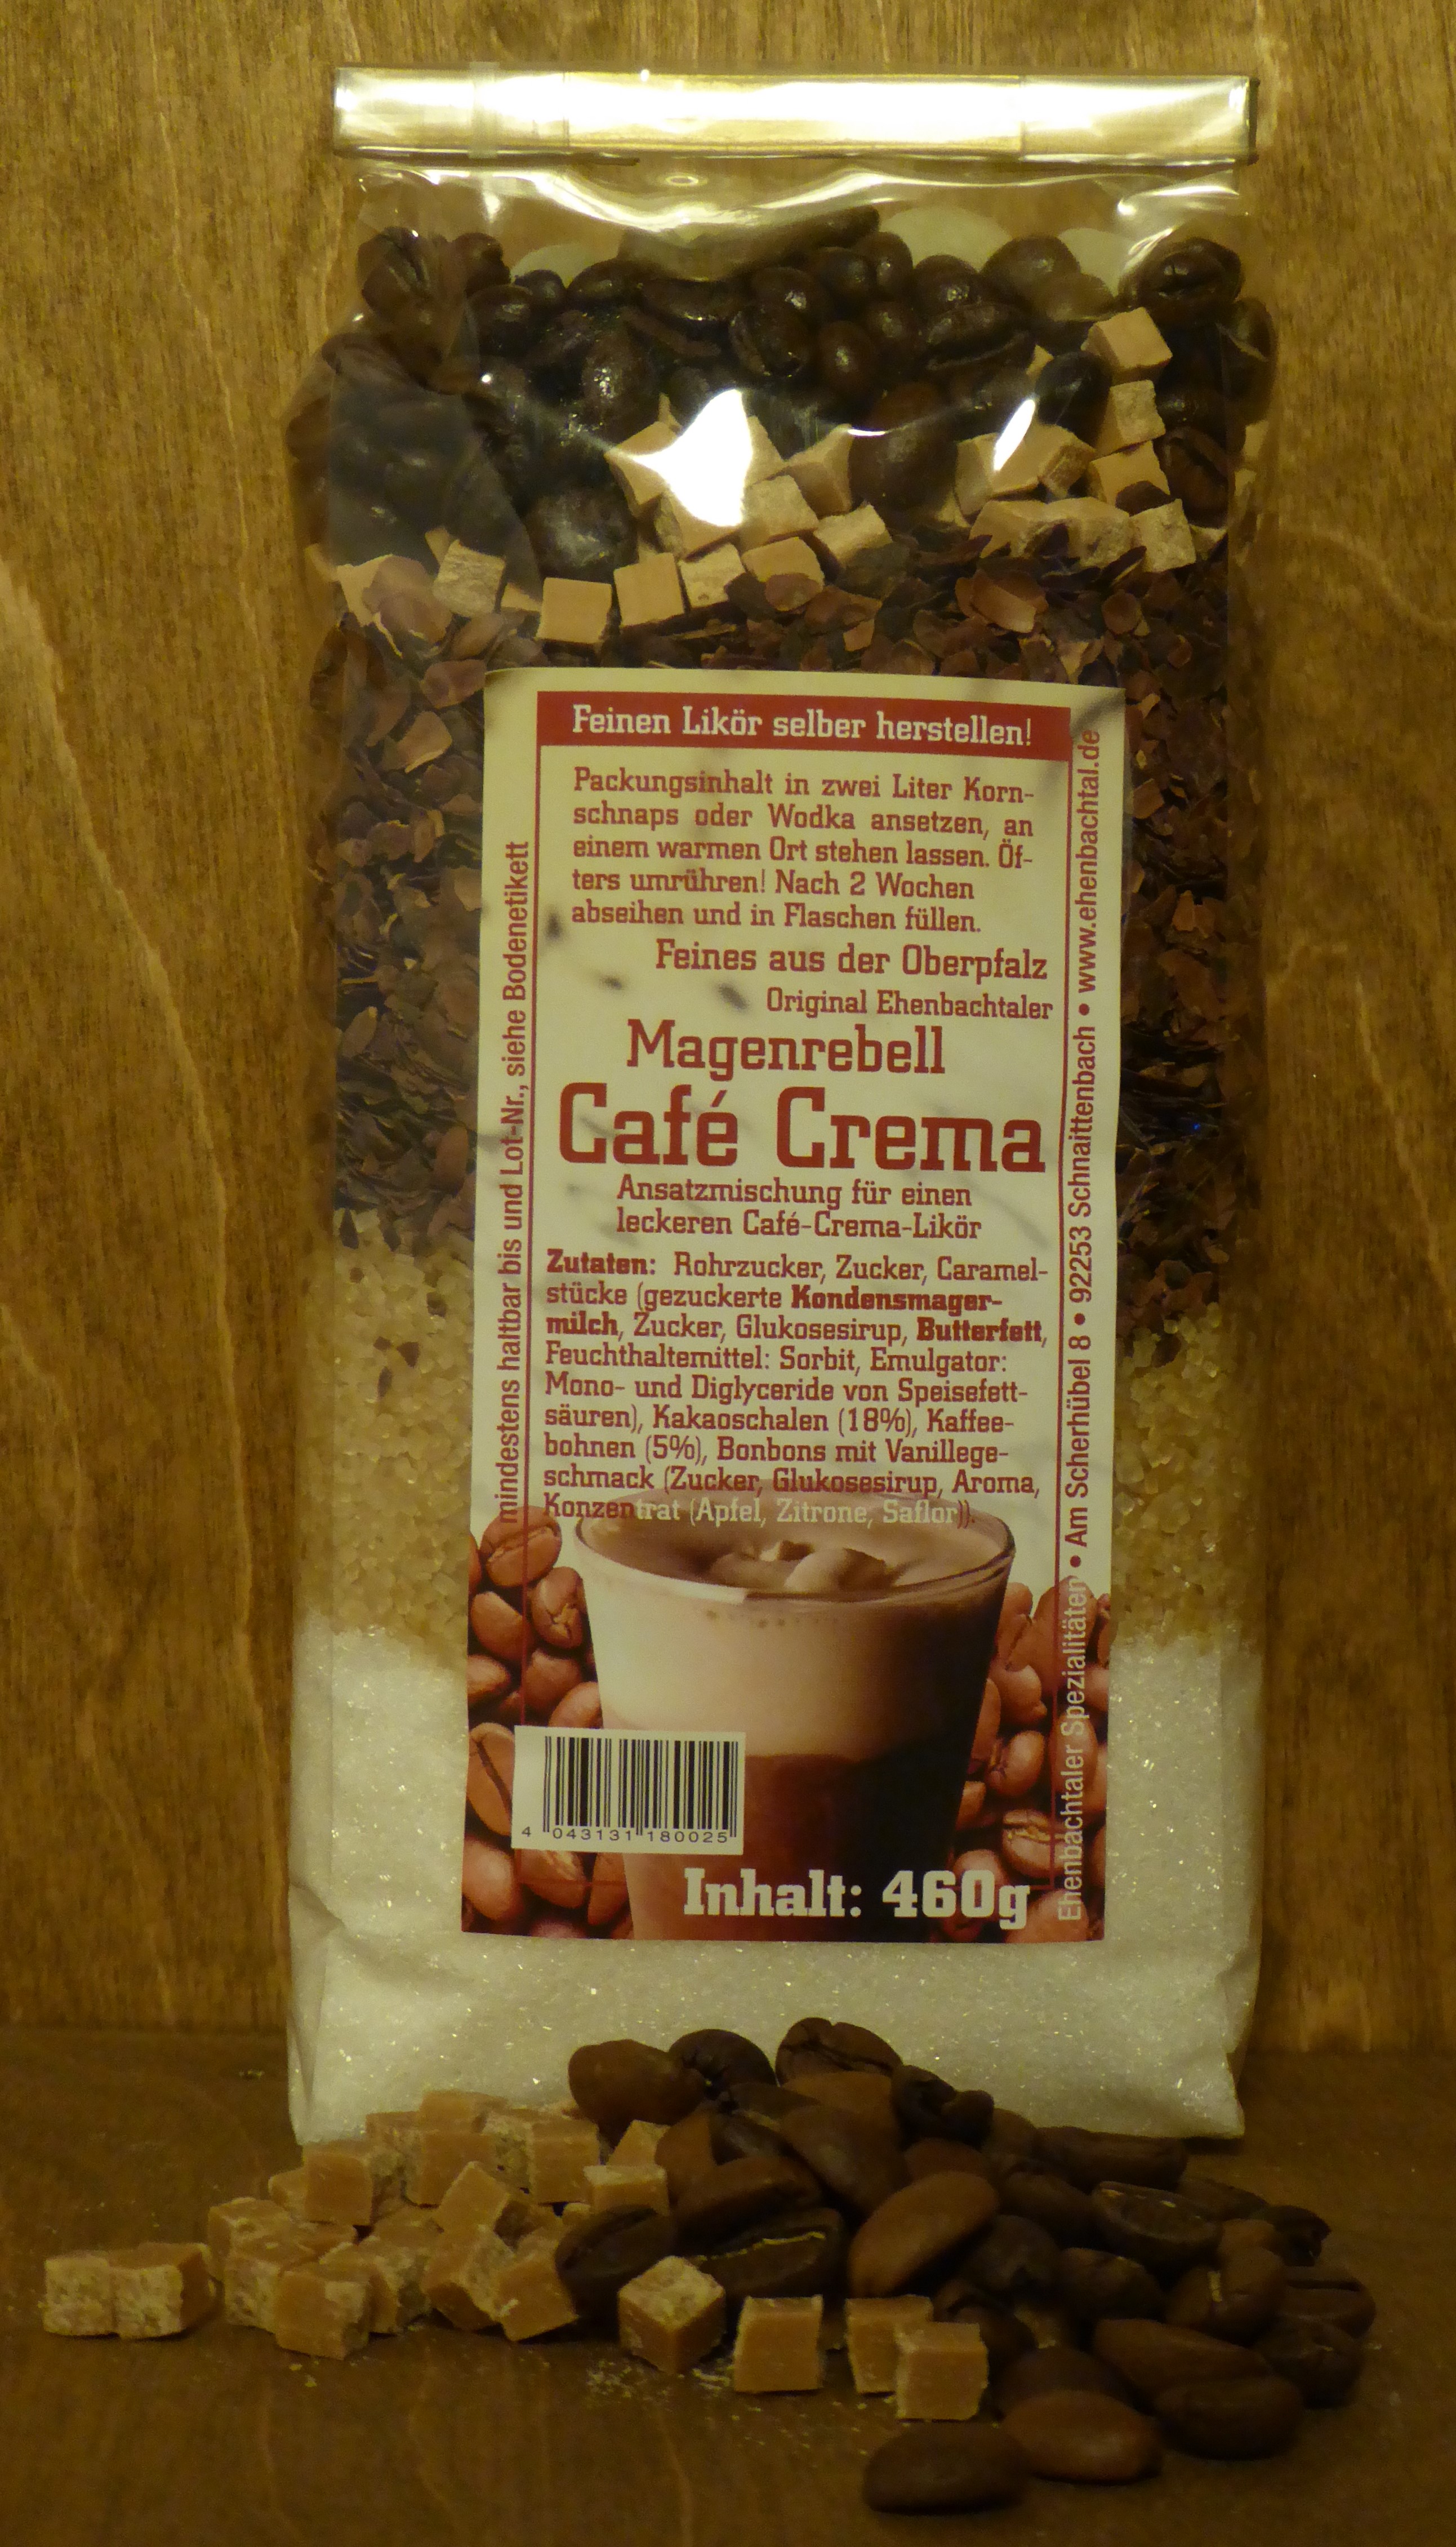 Feinen Likör selber herstellen!
Packungsinhalt in zwei Liter Korn-
schnaps oder Wodka ansetzen, an
einem warmen Ort stehen lassen. Öf-
ters umrühren! Nach 2 Wochen
abseihen und in Flaschen füllen.
Feines aus der Oberpfalz
Original Ehenbachtaler
Magenrebell
Café Crema
Ansatzmischung für einen
leckeren Café-Crema-Likör
Zutaten: Rohrzucker, Zucker, Caramel-
stücke (gezuckerte Kondensmager-
milch, Zucker, Glukosesirup, Butterfett,
Feuchthaltemittel: Sorbit, Emulgator:
Mono- und Diglyceride von Speisefett-
säuren), Kakaoschalen (18%), Kaffee-
bohnen (5%), Bonbons mit Vanillege-
schmack (Zucker, Glukosesirup, Aroma,
Konzentrat (Apfel, Zitrone, Saflor)).
4 043131 180025
Inhalt: 460g
mindestens haltbar bis und Lot-Nr., siehe Bodenetikett
Ehenbachtaler Spezialitäten • Am Scherhübel 8 • 92253 Schnaittenbach • www.ehenbachtal.de